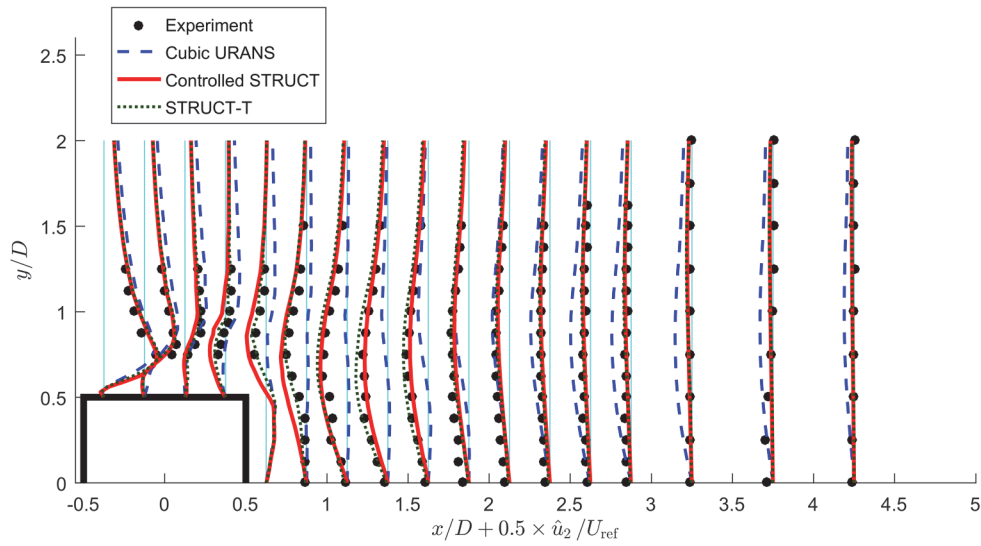 Experiment
Cubic URANS
Controlled STRUCT
STRUCT-T
2.5
2
1.5
1
0.5
0
y/D
-0.5 0 0.5 1 1.5 2 2.5 3 3.5 4 4.5 5
x/D + 0.5 × û₂/U_ref